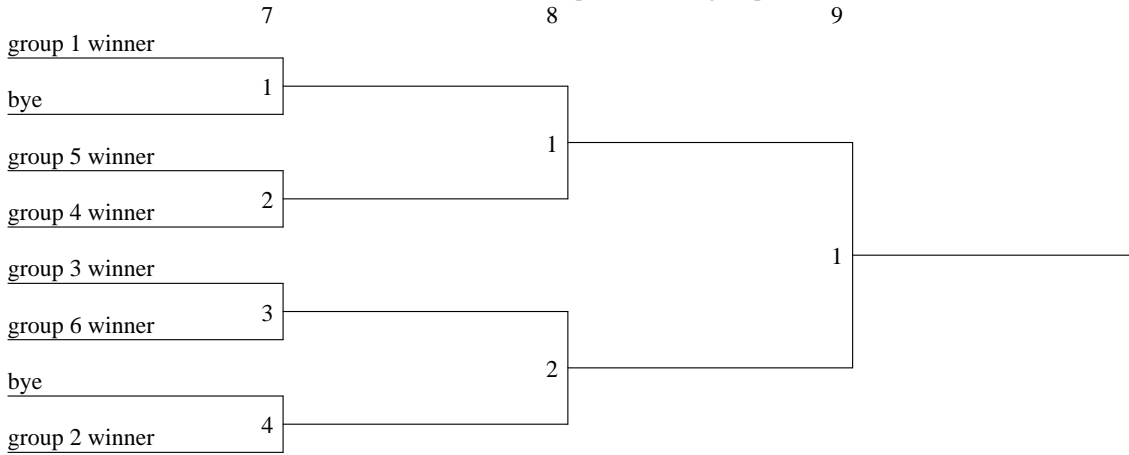 7 8 9
group 1 winner
1
bye
1
group 5 winner
2
group 4 winner
1
group 3 winner
3
group 6 winner
2
bye
4
group 2 winner